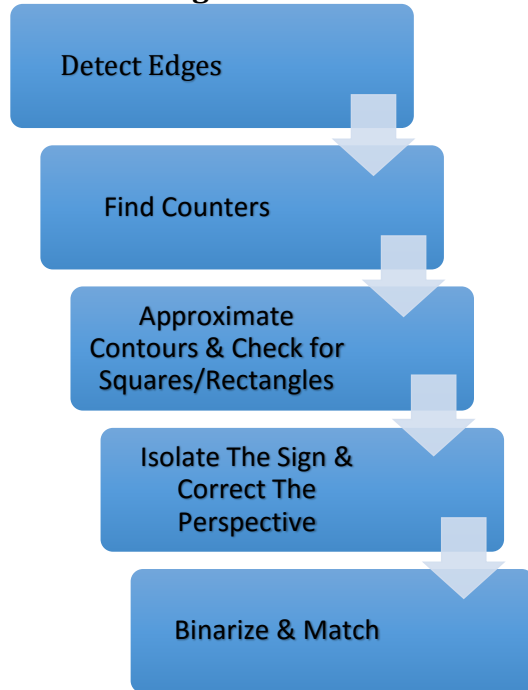 Detect Edges
Find Counters
Approximate
Contours & Check for
Squares/Rectangles
Isolate The Sign &
Correct The
Perspective
Binarize & Match